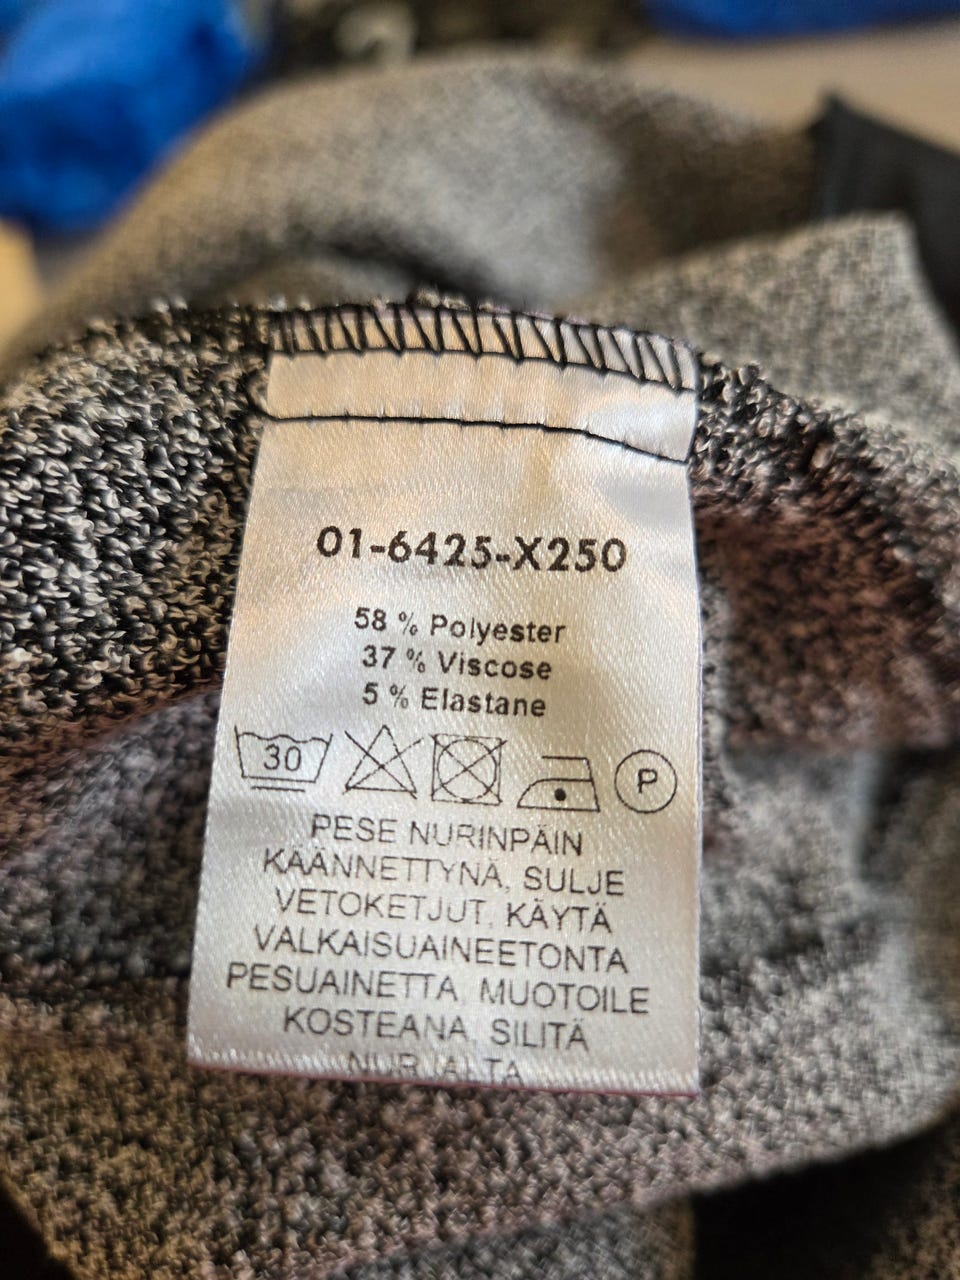 01-6425-X250
58 % Polyester
37 % Viscose
5 % Elastane
30 P
PESE NURINPÄIN
KÄÄNNETTYNÄ, SULJE
VETOKETJUT, KÄYTÄ
VALKAISUAINEETONTA
PESUAINETTA, MUOTOILE
KOSTEANA, SILITÄ